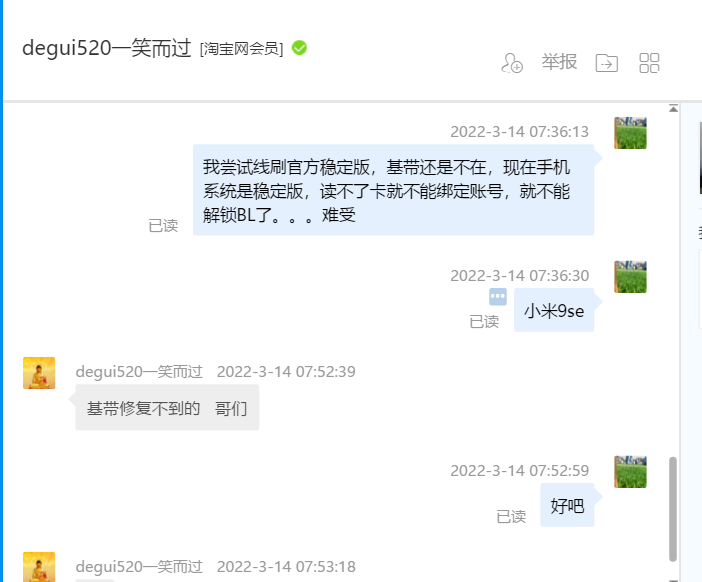 degui520一笑而过 [淘宝网会员]
举报
2022-3-14 07:36:13
我尝试线刷官方稳定版，基带还是不在，现在手机
系统是稳定版，读不了卡就不能绑定账号，就不能
解锁BL了。。。难受
已读
2022-3-14 07:36:30
小米9se
已读
degui520一笑而过 2022-3-14 07:52:39
基带修复不到的 哥们
2022-3-14 07:52:59
好吧
已读
degui520一笑而过 2022-3-14 07:53:18